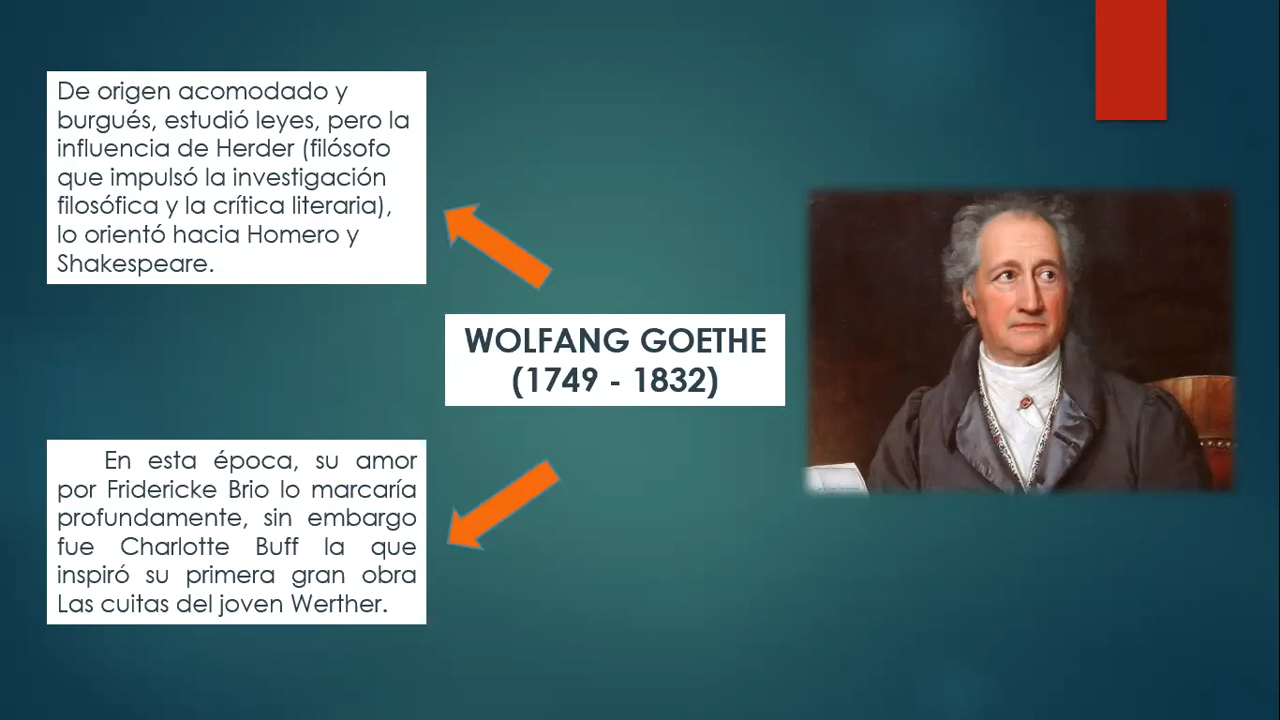 De origen acomodado y
burgués, estudió leyes, pero la
influencia de Herder (filósofo
que impulsó la investigación
filosófica y la crítica literaria),
lo orientó hacia Homero y
Shakespeare.
WOLFANG GOETHE
(1749 - 1832)
En esta época, su amor
por Fridericke Brio lo marcaría
profundamente, sin embargo
fue Charlotte Buff la que
inspiró su primera gran obra
Las cuitas del joven Werther.